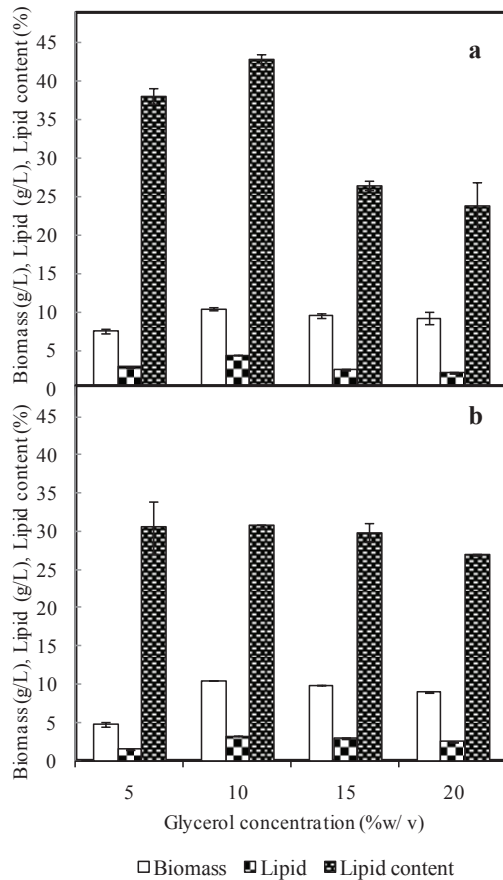 Biomass (g/L), Lipid (g/L), Lipid content (%)
45
40
35
30
25
20
15
10
5
0
a
Biomass (g/L), Lipid (g/L), Lipid content (%)
45
40
35
30
25
20
15
10
5
0
b
5 10 15 20
Glycerol concentration (%w/ v)
Biomass Lipid Lipid content